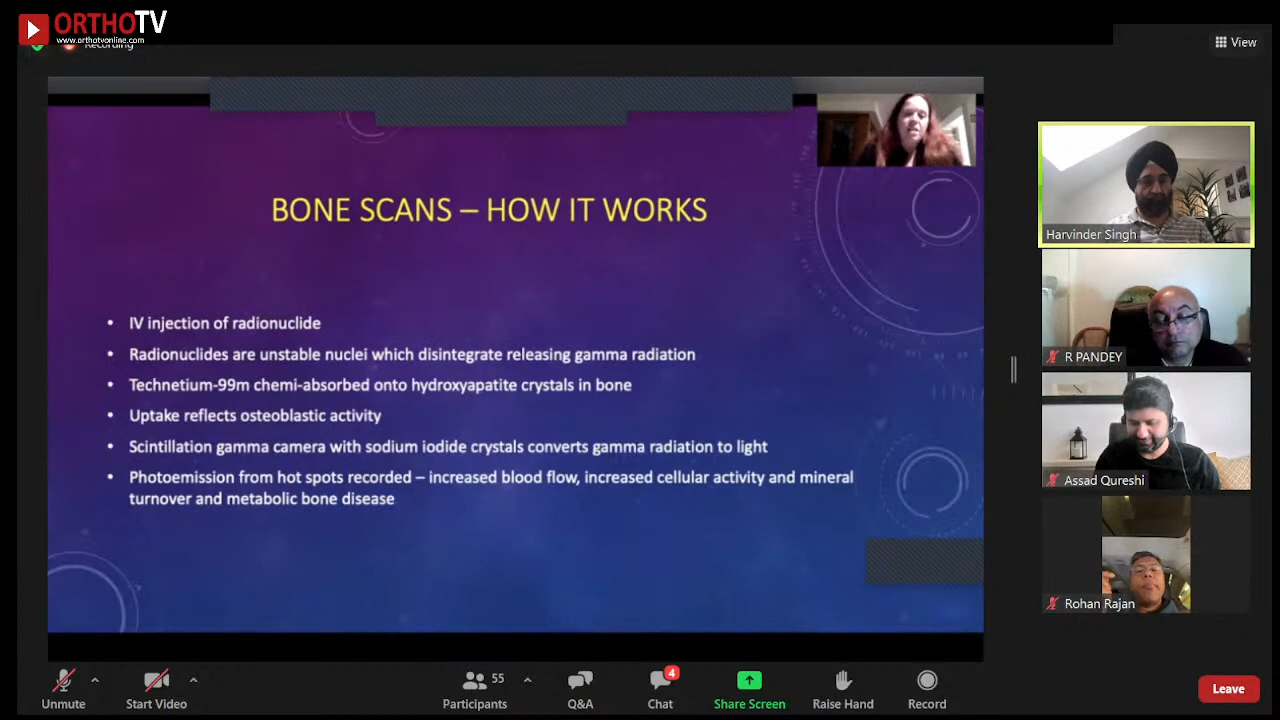 ORTHOTV
www.orthotvonline.com
Recording
View
BONE SCANS – HOW IT WORKS
• IV injection of radionuclide
• Radionuclides are unstable nuclei which disintegrate releasing gamma radiation
• Technetium-99m chemi-absorbed onto hydroxyapatite crystals in bone
• Uptake reflects osteoblastic activity
• Scintillation gamma camera with sodium iodide crystals converts gamma radiation to light
• Photoemission from hot spots recorded – increased blood flow, increased cellular activity and mineral
turnover and metabolic bone disease
Harvinder Singh
R PANDEY
Assad Qureshi
Rohan Rajan
Unmute
Start Video
55
Participants
Q&A
4
Chat
Share Screen
Raise Hand
Record
Leave